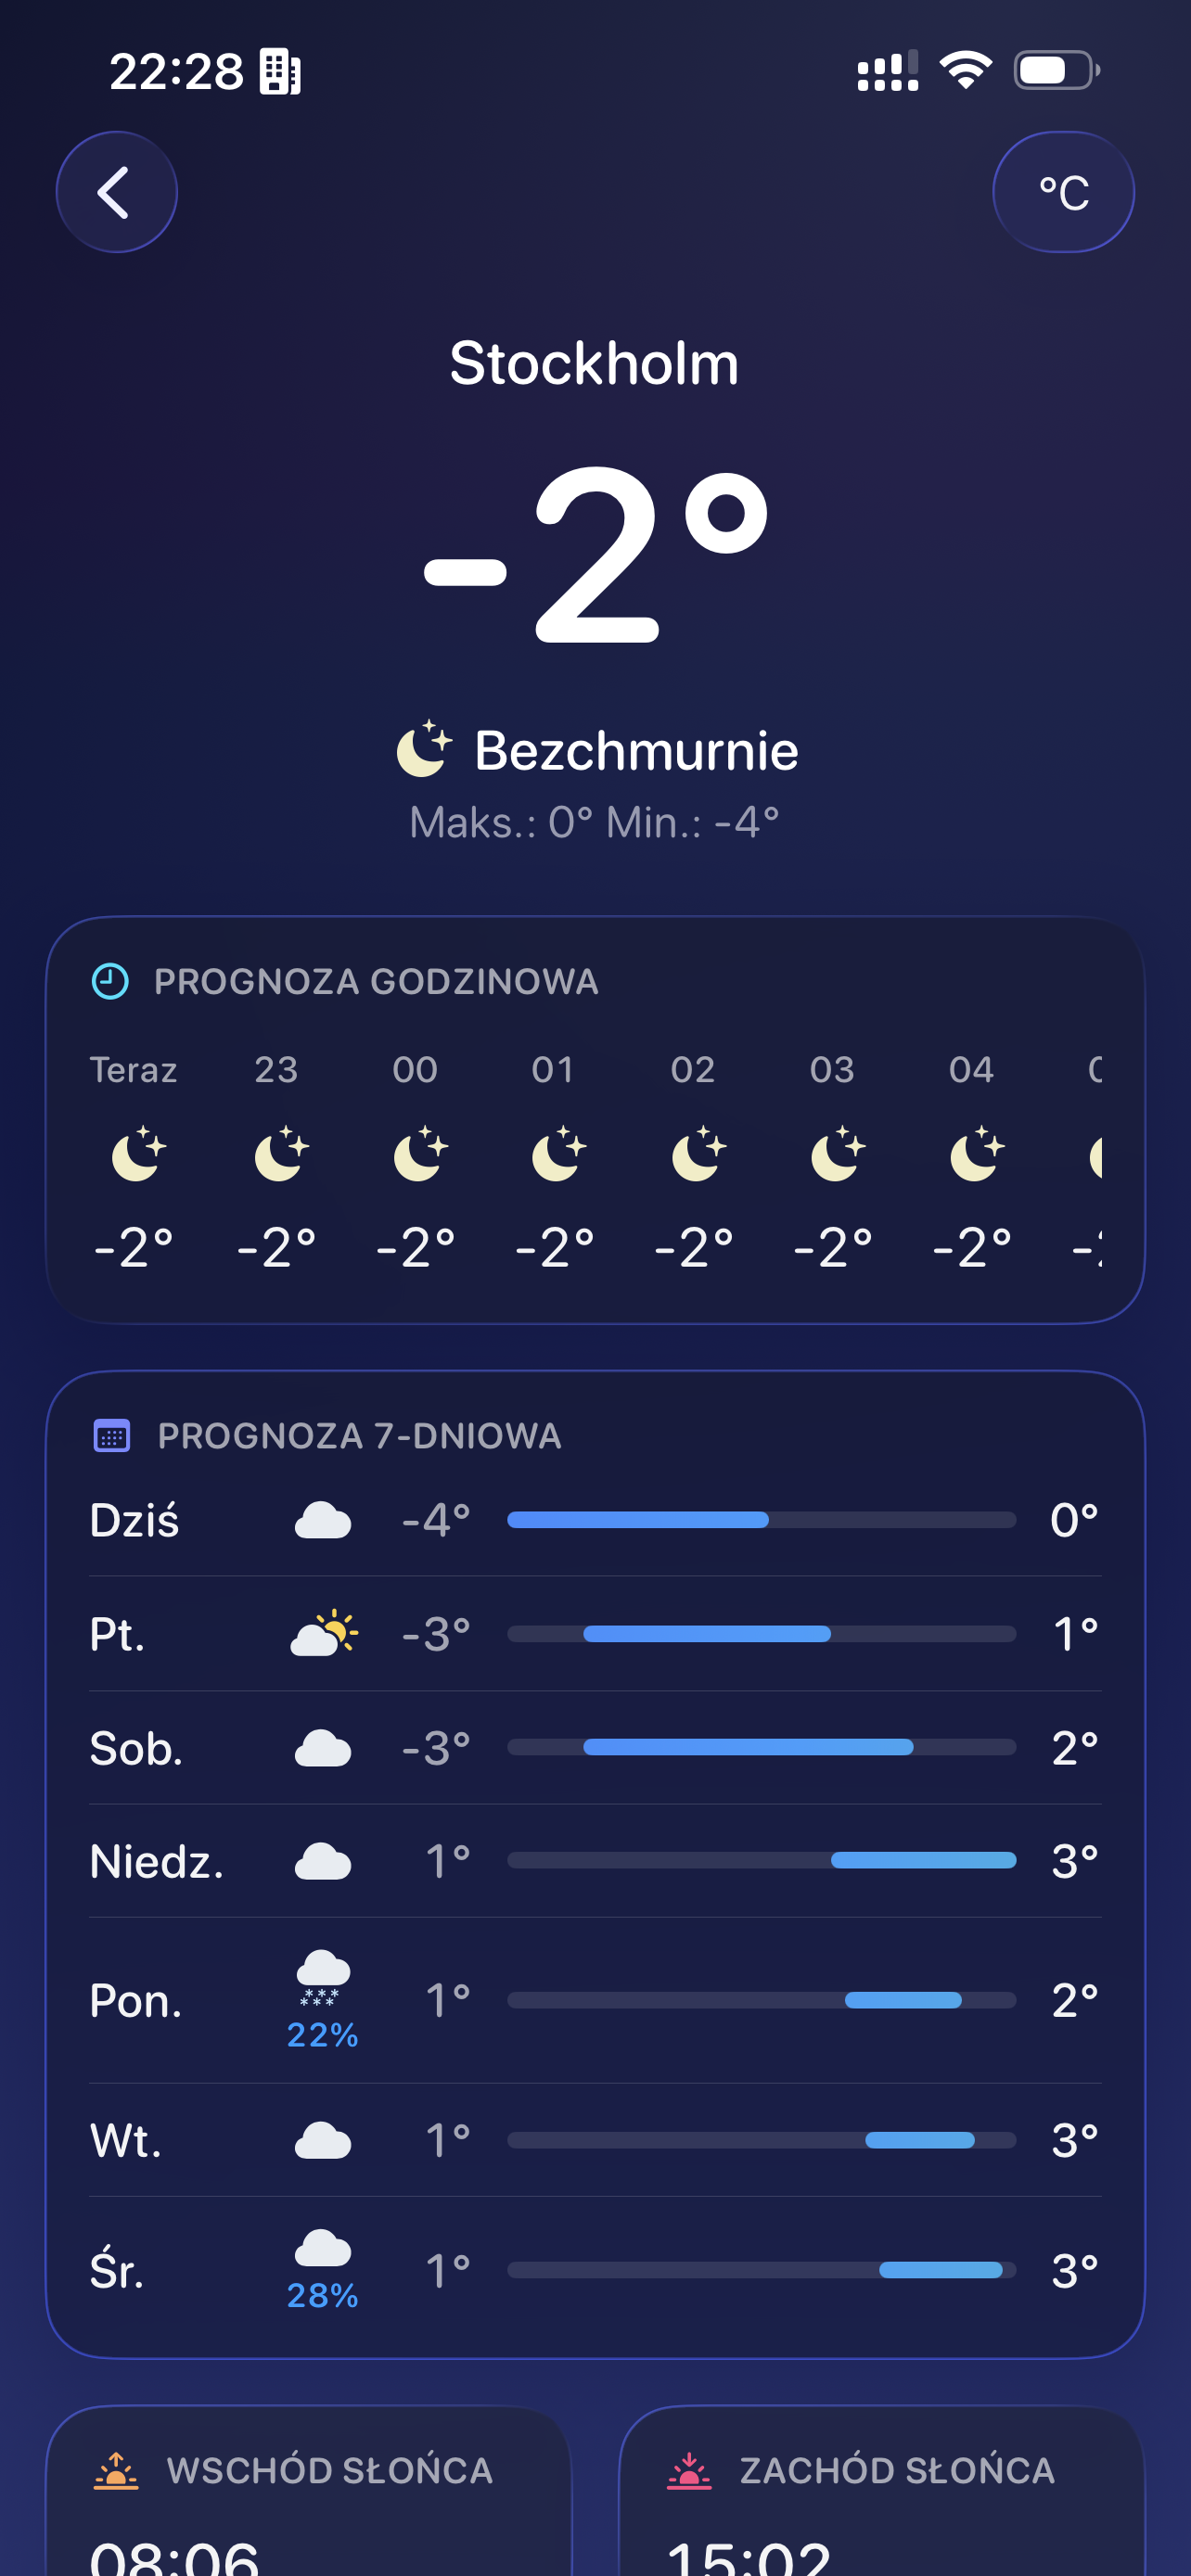 22:28
°C
Stockholm
-2°
Bezchmurnie
Maks.: 0° Min.: -4°
PROGNOZA GODZINOWA
Teraz 23 00 01 02 03 04
-2° -2° -2° -2° -2° -2° -2°
PROGNOZA 7-DNIOWA
Dziś -4° 0°
Pt. -3° 1°
Sob. -3° 2°
Niedz. 1° 3°
Pon. 22% 1° 2°
Wt. 1° 3°
Śr. 28% 1° 3°
WSCHÓD SŁOŃCA ZACHÓD SŁOŃCA
08:06 15:02